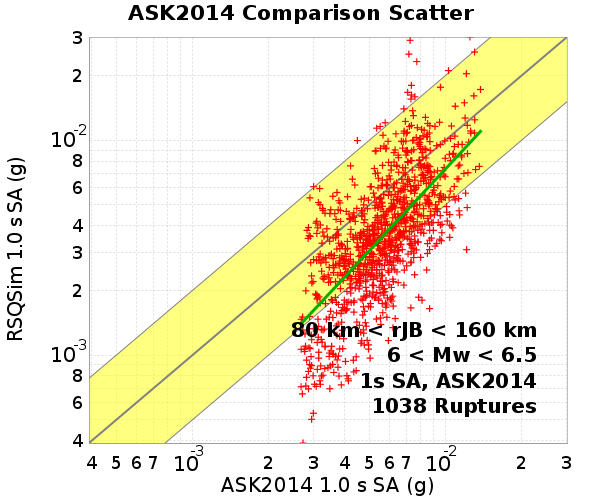 ASK2014 Comparison Scatter
3
2
10-2
8
6
4
3
2
10-3
8
6
4
RSQSim 1.0 s SA (g)
80 km < rJB < 160 km
6 < Mw < 6.5
1s SA, ASK2014
1038 Ruptures
4 5 6 7 10-3 2 3 4 5 6 7 10-2 2 3
ASK2014 1.0 s SA (g)